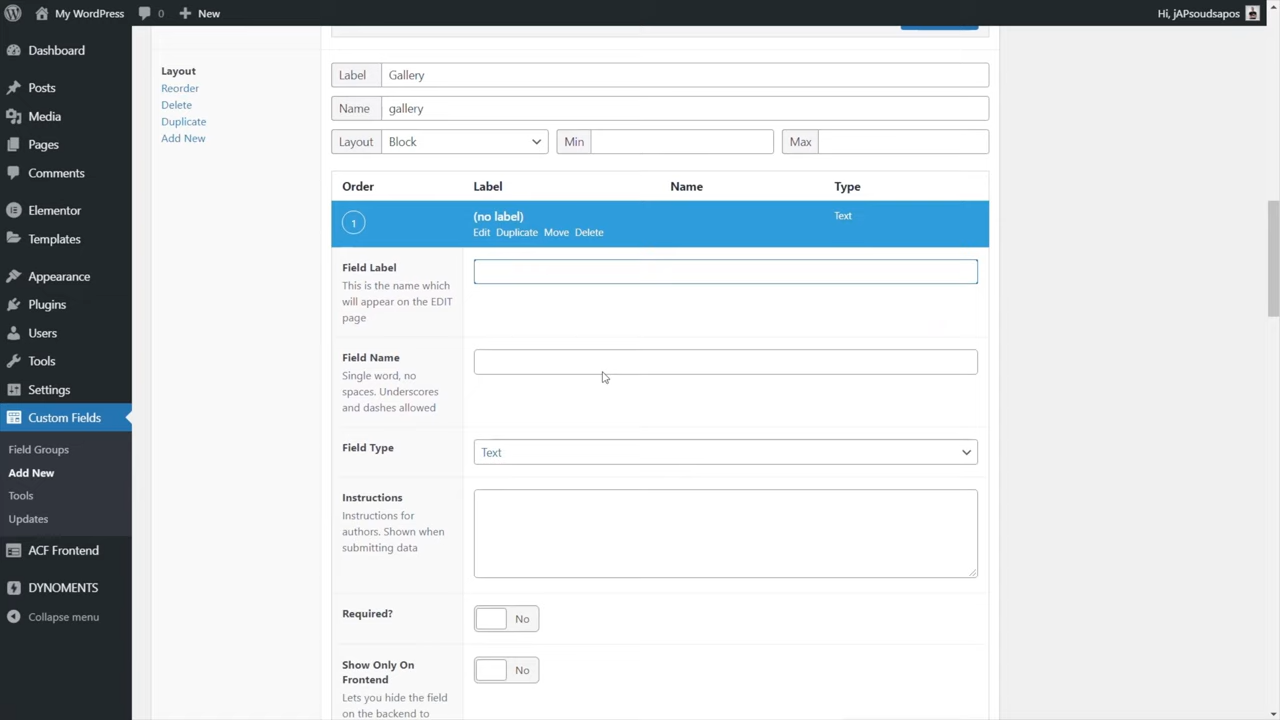 My WordPress 0 New Hi, jAPsoudsapos
Dashboard
Posts
Media
Pages
Comments
Elementor
Templates
Appearance
Plugins
Users
Tools
Settings
Custom Fields
Field Groups
Add New
Tools
Updates
ACF Frontend
DYNOMENTS
Collapse menu
Layout
Reorder
Delete
Duplicate
Add New
Label Gallery
Name gallery
Layout Block Min Max
Order Label Name Type
1 (no label) Text
Edit Duplicate Move Delete
Field Label
This is the name which
will appear on the EDIT
page
Field Name
Single word, no
spaces. Underscores
and dashes allowed
Field Type Text
Instructions
Instructions for
authors. Shown when
submitting data
Required? No
Show Only On
Frontend No
Lets you hide the field
on the backend to